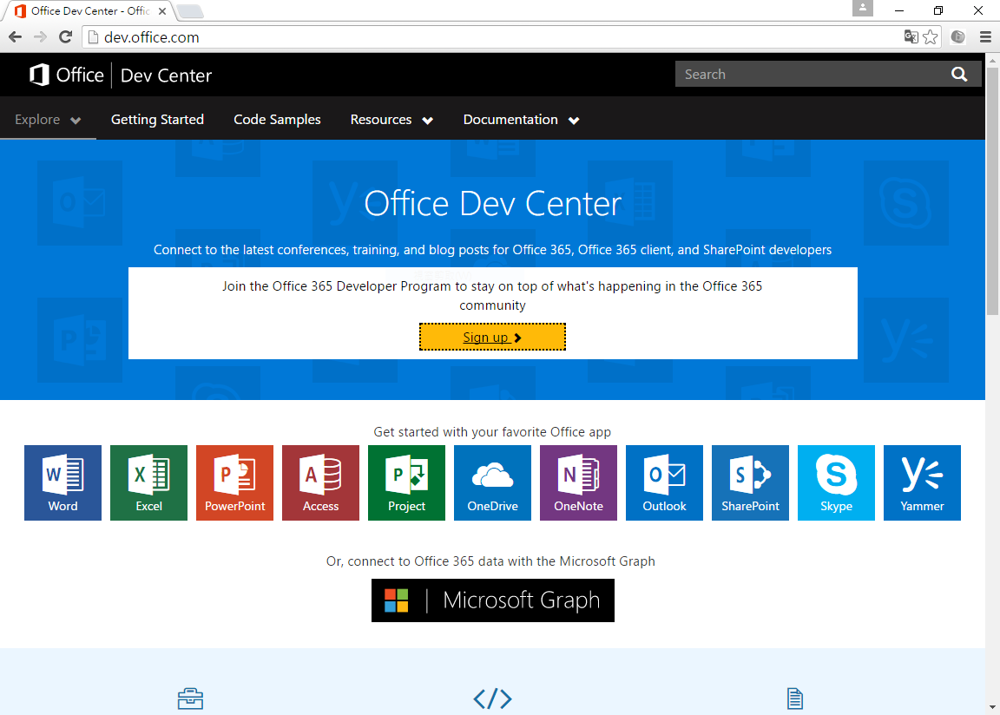 Office Dev Center - Offic
dev.office.com
Office | Dev Center
Search
Explore
Getting Started
Code Samples
Resources
Documentation
Office Dev Center
Connect to the latest conferences, training, and blog posts for Office 365, Office 365 client, and SharePoint developers
Join the Office 365 Developer Program to stay on top of what's happening in the Office 365
community
Sign up
Get started with your favorite Office app
Word
Excel
PowerPoint
Access
Project
OneDrive
OneNote
Outlook
SharePoint
Skype
Yammer
Or, connect to Office 365 data with the Microsoft Graph
Microsoft Graph